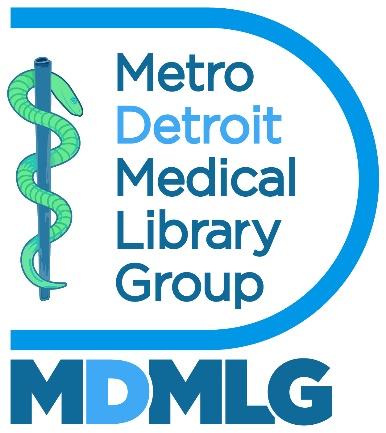 Metro
Detroit
Medical
Library
Group
MDMLG